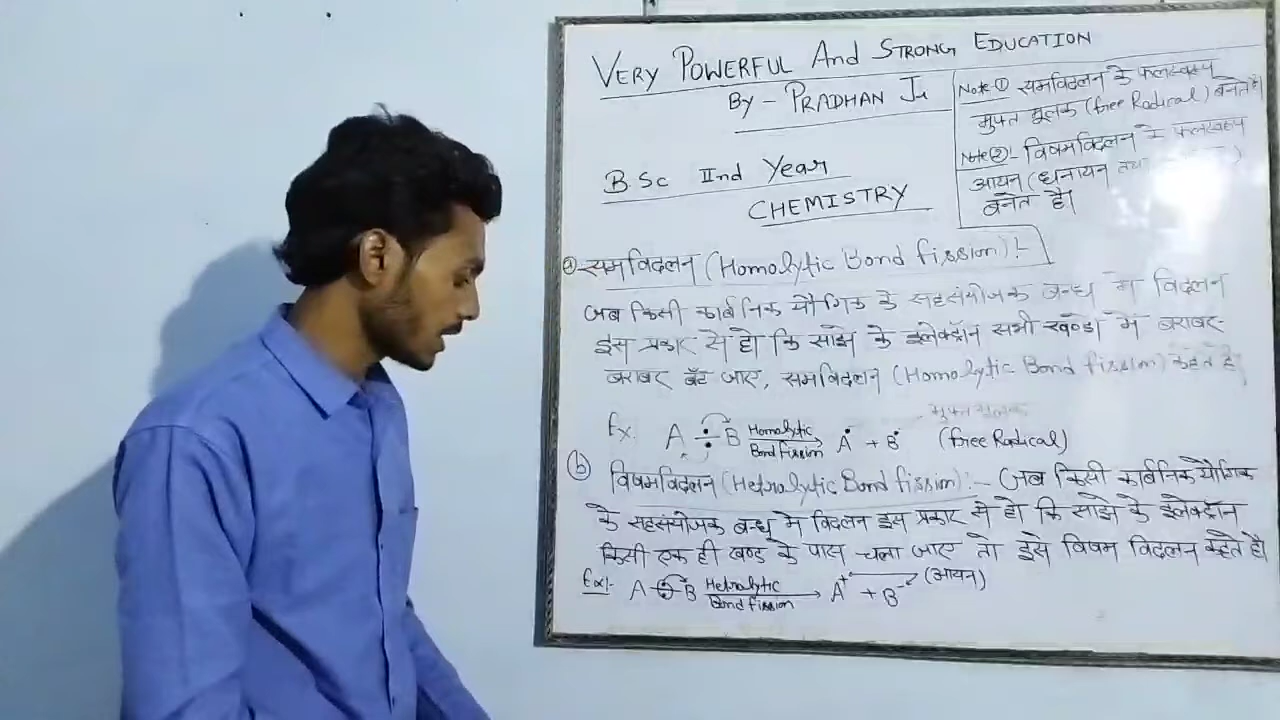 VERY POWERFUL AND STRONG EDUCATION
By - PRADHAN Ji
BSc IInd Year
CHEMISTRY
Note① समविदलन के फलस्वरूप
मुफ्त मूलक (free Radical) बनेते है।
Note②:- विषमविदलन के फलस्वरूप
आयन (धनायन तथा
बनेते है।
ⓐ समविदलन (Homolytic Bond fission):-
जब किसी कार्बनिक यौगिक के सहसंयोजक बन्ध मे विदलन
इस प्रकार से हो कि साझे के इलेक्ट्रॉन सभी खण्डो मे बराबर
बराबर बँट जाए, समविदलन (Homolytic Bond fission) कहते है
मुफ्त मूलक
Ex:- A ÷ B Homolytic Bond Fission → A• + B• (free Radical)
ⓑ विषमविदलन (Hetrolytic Bond fission):- (जब किसी कार्बनिक यौगिक
के सहसंयोजक बन्ध मे विदलन इस प्रकार से हो कि साझे के इलेक्ट्रॉन
किसी एक ही खण्ड के पास चला जाए तो इसे विषम विदलन कहेते है।
Ex:- A : B Hetrolytic Bond fission → A⁺ + B⁻ (आयन)